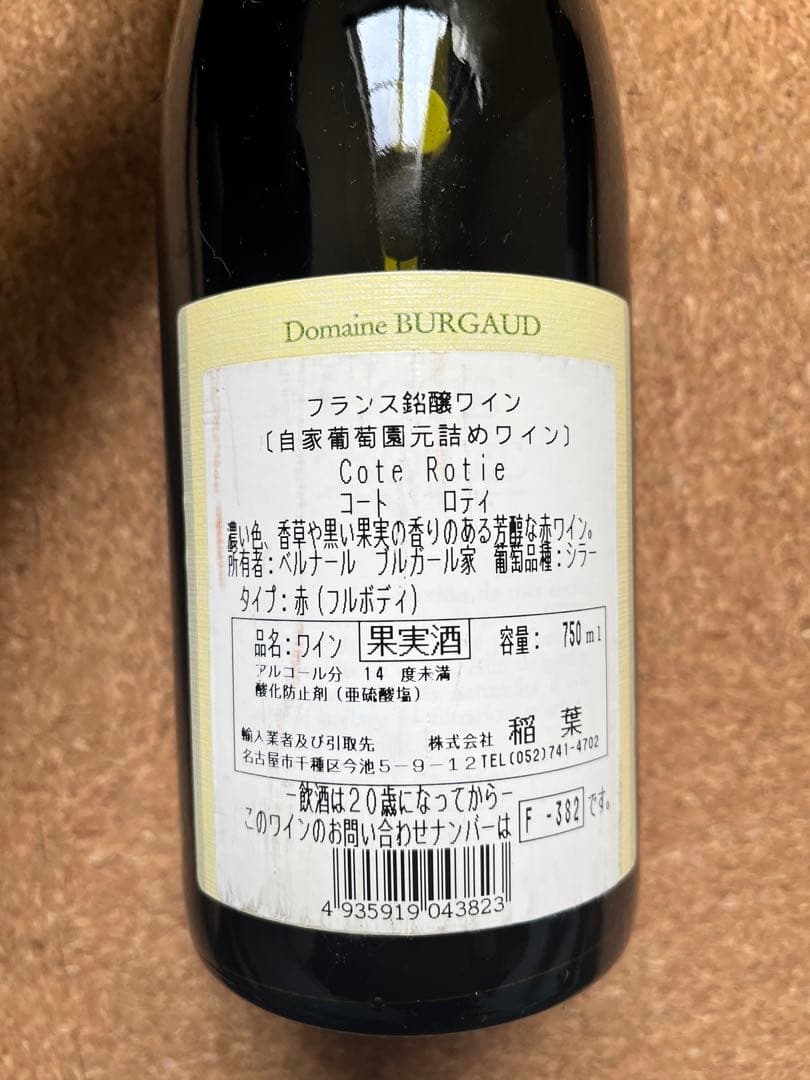 Domaine BURGAUD
フランス銘醸ワイン
〔自家葡萄園元詰めワイン〕
Cote Rotie
コート ロティ
濃い色、香草や黒い果実の香りのある芳醇な赤ワイン。
所有者:ベルナール ブルガール家 葡萄品種:シラー
タイプ:赤(フルボディ)
品名:ワイン 果実酒 容量: 750ml
アルコール分 14 度未満
酸化防止剤(亜硫酸塩)
輸入業者及び引取先 株式会社 稲葉
名古屋市千種区今池5-9-12TEL(052)741-4702
-飲酒は20歳になってから-
このワインのお問い合わせナンバーは F -382 です。
4 935919 043823